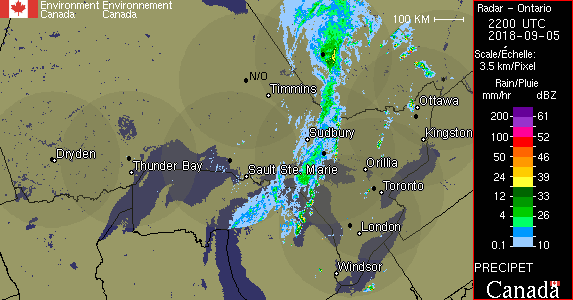 Environment Environnement
Canada Canada
100 KM
N/O
Timmins
Ottawa
Sudbury
Kingston
Dryden
Thunder Bay
Sault Ste. Marie
Orillia
Toronto
London
Windsor
Radar - Ontario
2200 UTC
2018-09-05
Scale/Échelle:
3.5 km/Pixel
Rain/Pluie
mm/hr dBZ
200 61
100 52
50 46
24 39
12 33
4 26
0.1 10
PRECIPET
Canada